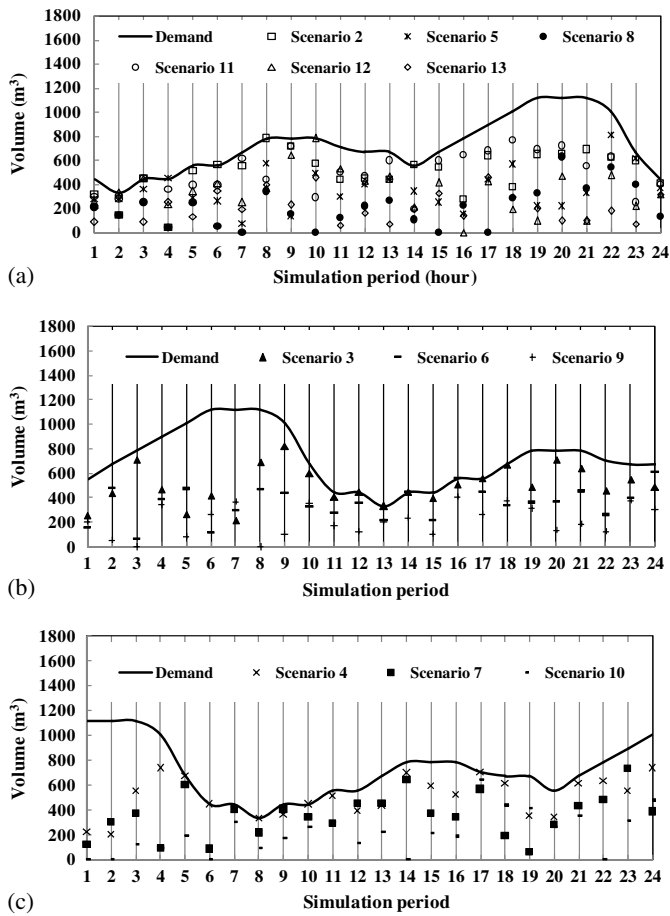 1800
1600
1400
1200
1000
800
600
400
200
0
Volume (m³)
Demand Scenario 2 Scenario 5 Scenario 8
Scenario 11 Scenario 12 Scenario 13
1 2 3 4 5 6 7 8 9 10 11 12 13 14 15 16 17 18 19 20 21 22 23 24
Simulation period (hour)
(a)
1800
1600
1400
1200
1000
800
600
400
200
0
Volume (m³)
Demand Scenario 3 Scenario 6 Scenario 9
1 2 3 4 5 6 7 8 9 10 11 12 13 14 15 16 17 18 19 20 21 22 23 24
Simulation period
(b)
1800
1600
1400
1200
1000
800
600
400
200
0
Volume (m³)
Demand Scenario 4 Scenario 7 Scenario 10
1 2 3 4 5 6 7 8 9 10 11 12 13 14 15 16 17 18 19 20 21 22 23 24
Simulation period
(c)